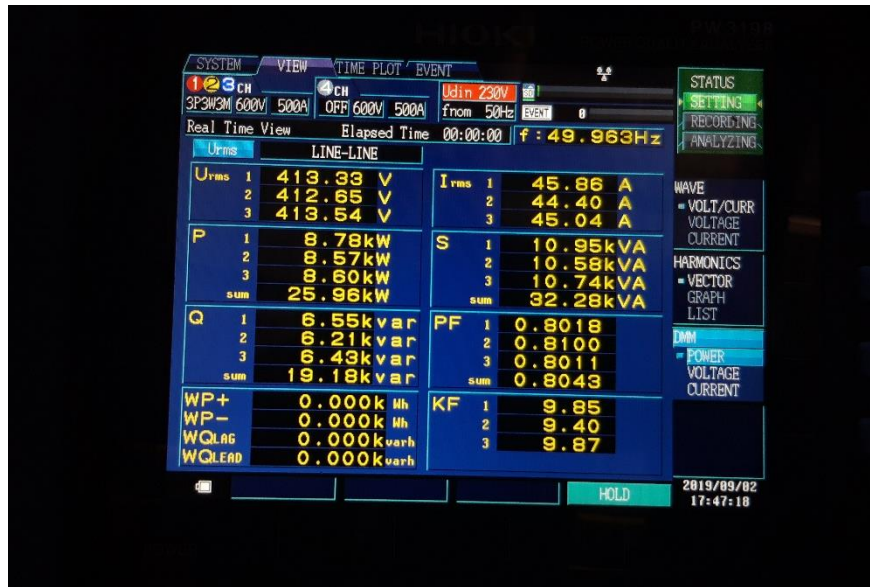 HIOKI
PW3198
SYSTEM VIEW TIME PLOT EVENT
1 2 3 CH 4 CH Udin 230V
3P3W3M 600V 500A OFF 600V 500A fnom 50Hz EVENT 0
Real Time View Elapsed Time 00:00:00 f:49.963Hz
Urms LINE-LINE
Urms 1 413.33 V
2 412.65 V
3 413.54 V
Irms 1 45.86 A
2 44.40 A
3 45.04 A
P 1 8.78kW
2 8.57kW
3 8.60kW
sum 25.96kW
S 1 10.95kVA
2 10.58kVA
3 10.74kVA
sum 32.28kVA
Q 1 6.55kvar
2 6.21kvar
3 6.43kvar
sum 19.18kvar
PF 1 0.8018
2 0.8100
3 0.8011
sum 0.8043
WP+ 0.000k Wh
WP- 0.000k Wh
WQLAG 0.000kvarh
WQLEAD 0.000kvarh
KF 1 9.85
2 9.40
3 9.87
HOLD
STATUS
SETTING
RECORDING
ANALYZING
WAVE
VOLT/CURR
VOLTAGE
CURRENT
HARMONICS
VECTOR
GRAPH
LIST
DMM
POWER
VOLTAGE
CURRENT
2019/09/02
17:47:18